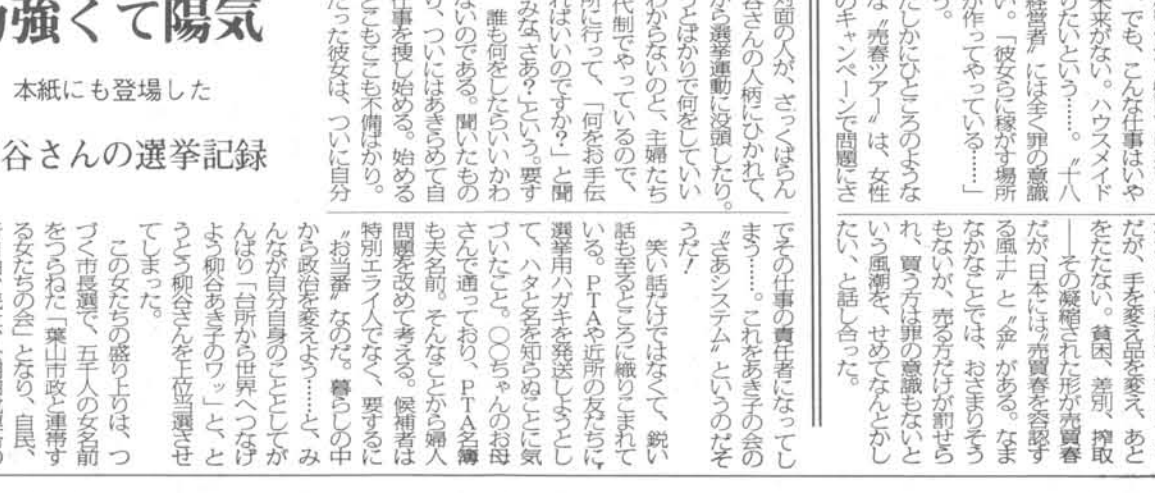 強くて陽気
本紙にも登場した
谷さんの選挙記録
でも、こんな仕事はいや
未来がない。ハウスメイド
りたいという……。〃十八
経営者〃には全く罪の意識
い。「彼女らに稼がす場所
が作ってやっている……」
う。
たしかにひところのような
な〃売春ツアー〃は、女性
のキャンペーンで問題にさ
だが、手を変え品を変え、あと
をたたない。貧困、差別、搾取
――その凝縮された形が売買春
だが、日本には〃売買春を容認す
る風土〃と〃金〃がある。なま
なかなことでは、おさまりそう
もないが、売る方だけが罰せら
れ、買う方は罪の意識もないと
いう風潮を、せめてなんとかし
たい、と話し合った。
対面の人が、ざっくばらん
谷さんの人柄にひかれて、
から選挙運動に没頭したり。
うとばかりで何をしてい
わからないのと、主婦たち
代制でやっているので、
所に行って、「何をお手伝
ればいいのですか？」と聞
みな〃さあ？〃という。要す
誰も何をしたらいいかわ
ないのである。聞いたもの
り、ついにはあきらめて自
仕事を捜し始める。始める
どこもここも不備ばかり。
たった彼女は、ついに自分
でその仕事の責任者になってし
まう……。これをあき子の会の
〃さあシステム〃というのだそ
うだ！
笑い話だけではなくて、鋭い
話も至るところに織りこまれて
いる。PTAや近所の友だちに、
選挙用ハガキを発送しようとし
て、ハタと名を知らぬことに気
づいたこと。〇〇ちゃんのお母
さんで通っており、PTA名簿
も夫名前。そんなことから婦人
問題を改めて考える。候補者は
特別エライ人でなく、要するに
〃お当番〃なのだ。暮らしの中
から政治を変えよう……と、み
んなが自分自身のこととしてが
んばり「台所から世界へつなげ
よう柳谷あき子のワッ」と、と
うとう柳谷さんを上位当選させ
てしまった。
この女たちの盛り上りは、つ
づく市長選で、五千人の女名前
をつらねた「葉山市政と連帯す
る女たちの会」となり、自民、